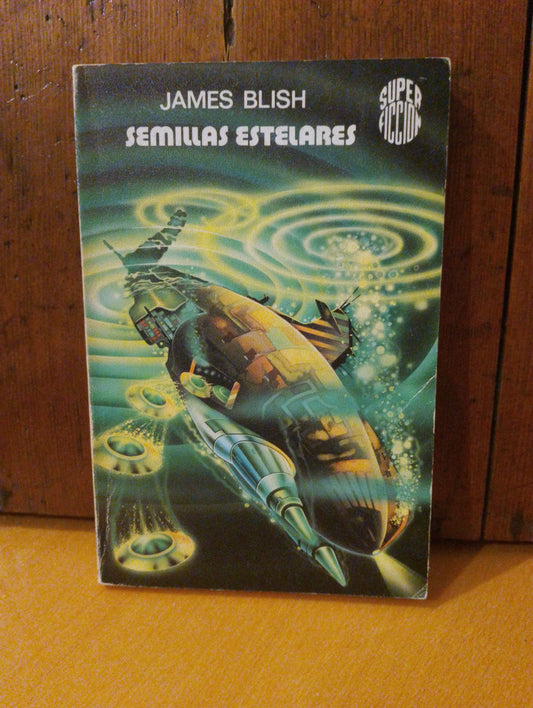 JAMES BLISH
SEMILLAS ESTELARES
SUPER
FICCION